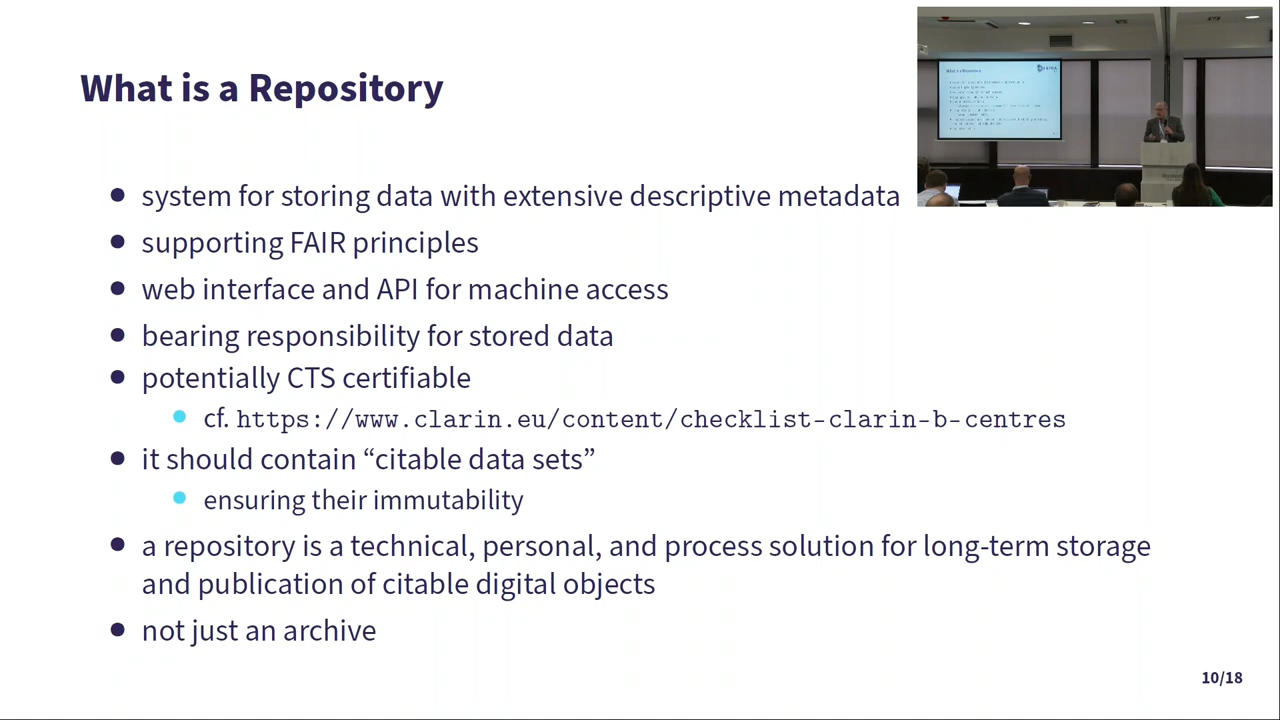 What is a Repository
system for storing data with extensive descriptive metadata
supporting FAIR principles
web interface and API for machine access
bearing responsibility for stored data
potentially CTS certifiable
cf. https://www.clarin.eu/content/checklist-clarin-b-centres
it should contain “citable data sets”
ensuring their immutability
a repository is a technical, personal, and process solution for long-term storage
and publication of citable digital objects
not just an archive
10/18